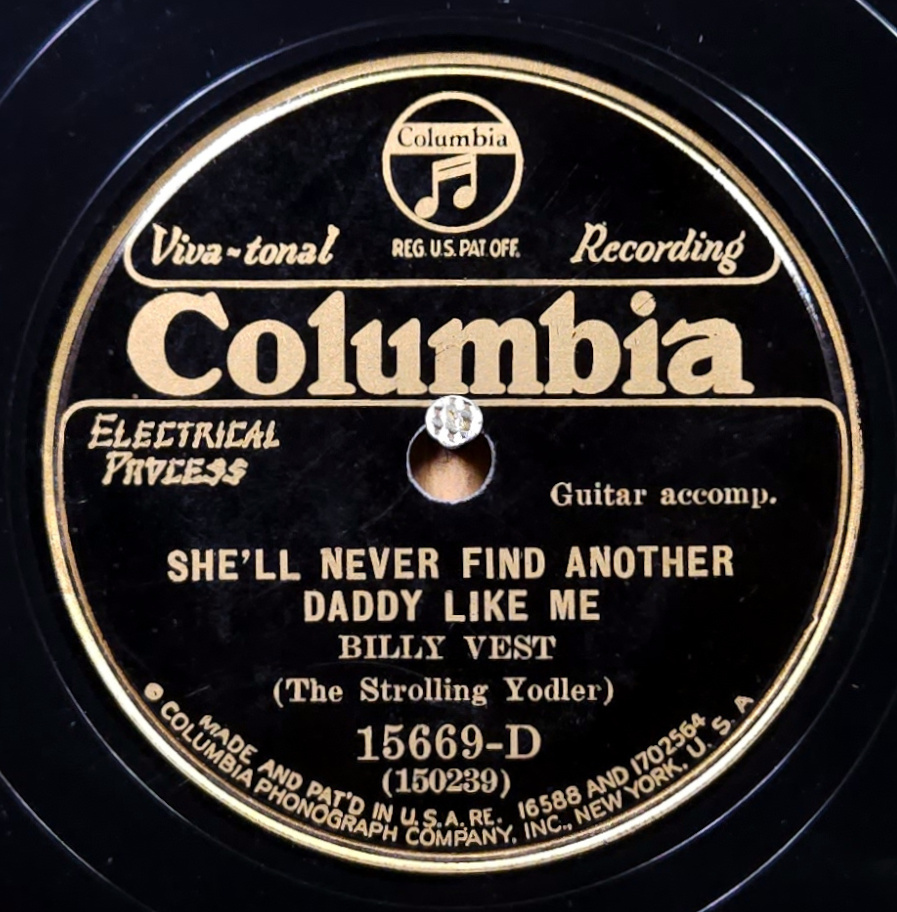 Columbia
Viva-tonal REG. U.S. PAT. OFF. Recording
Columbia
ELECTRICAL
PROCESS
Guitar accomp.
SHE'LL NEVER FIND ANOTHER
DADDY LIKE ME
BILLY VEST
(The Strolling Yodler)
15669-D
(150239)
MADE AND PAT'D IN U.S.A. RE. 16588 AND 1702564
COLUMBIA PHONOGRAPH COMPANY, INC., NEW YORK, U. S. A